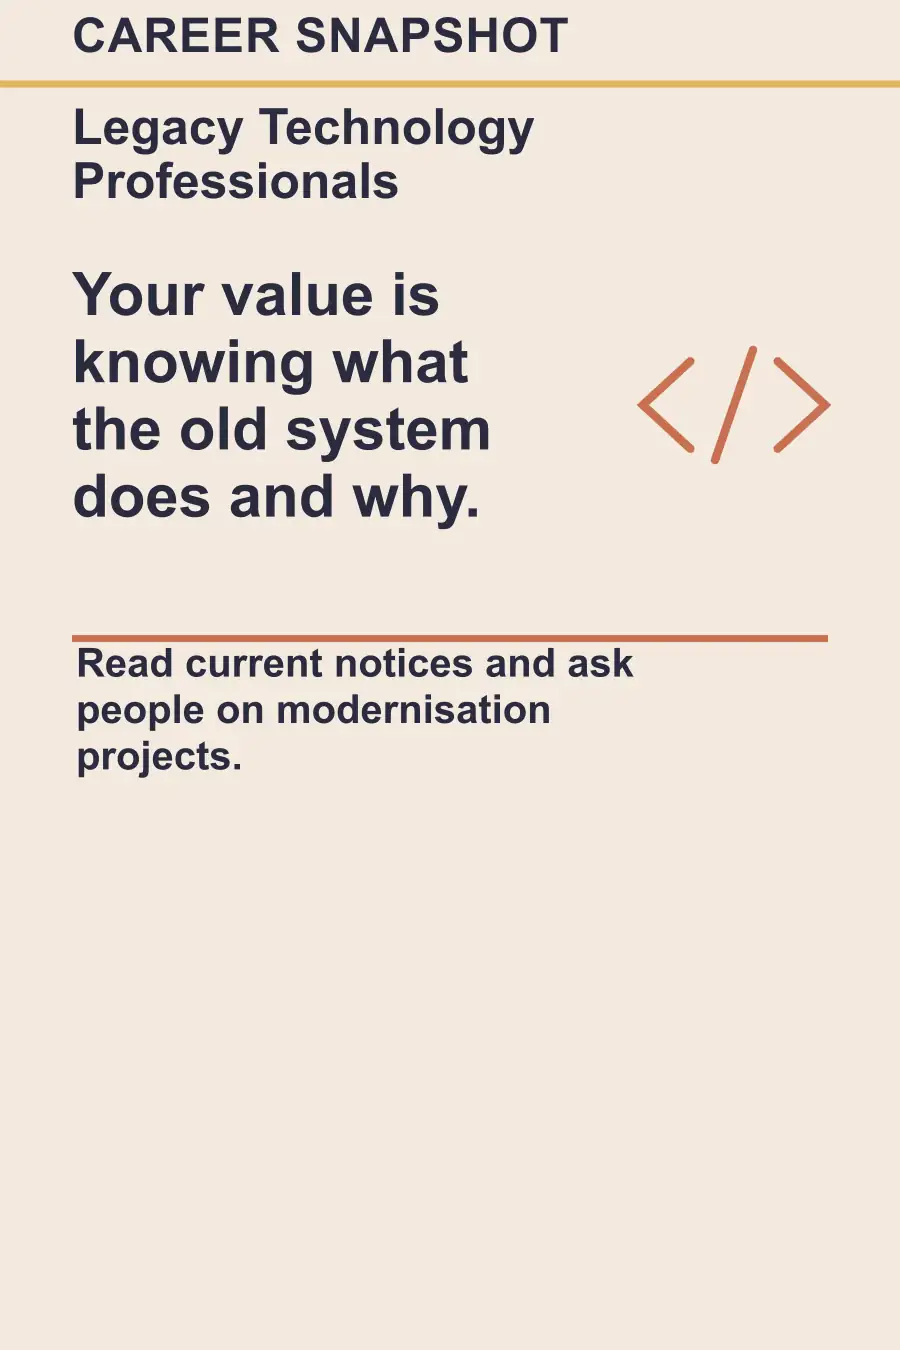 CAREER SNAPSHOT
Legacy Technology
Professionals
Your value is
knowing what
the old system
does and why.
</>
Read current notices and ask
people on modernisation
projects.